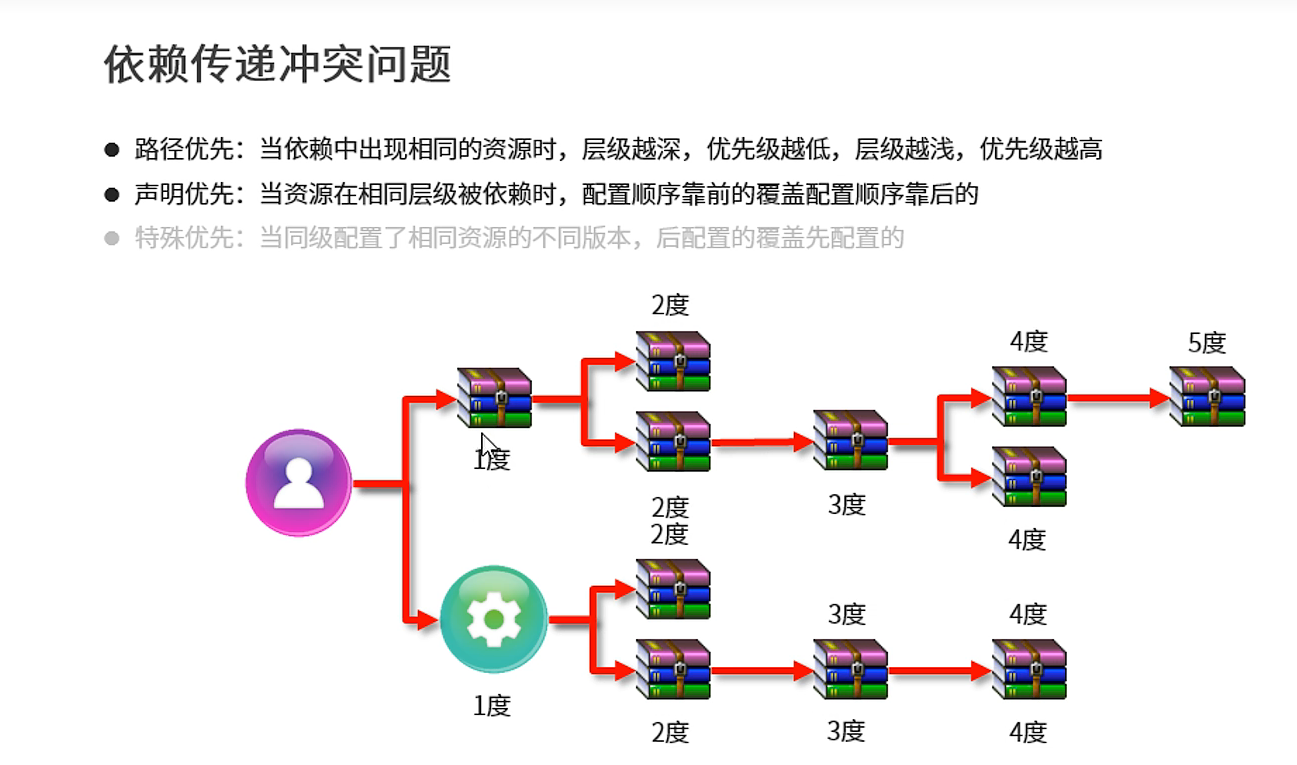 依赖传递冲突问题
● 路径优先：当依赖中出现相同的资源时，层级越深，优先级越低，层级越浅，优先级越高
● 声明优先：当资源在相同层级被依赖时，配置顺序靠前的覆盖配置顺序靠后的
● 特殊优先：当同级配置了相同资源的不同版本，后配置的覆盖先配置的
2度
4度
5度
1度
2度
3度
2度
4度
3度
4度
1度
2度
3度
4度